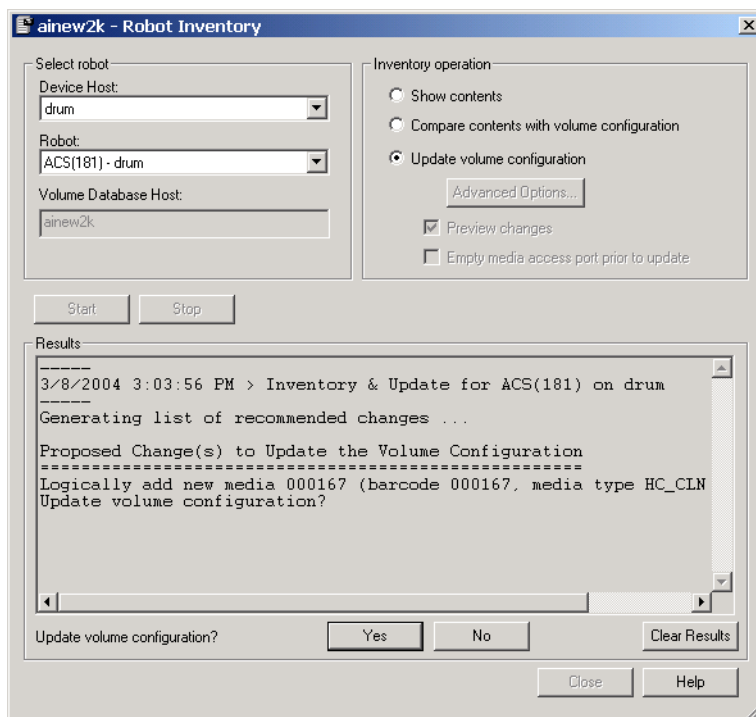 ainew2k - Robot Inventory
Select robot
Device Host:
drum
Robot:
ACS(181) - drum
Volume Database Host:
ainew2k
Inventory operation
Show contents
Compare contents with volume configuration
Update volume configuration
Advanced Options...
Preview changes
Empty media access port prior to update
Start
Stop
Results
-----
3/8/2004 3:03:56 PM > Inventory & Update for ACS(181) on drum
-----
Generating list of recommended changes ...
Proposed Change(s) to Update the Volume Configuration
=====================================================
Logically add new media 000167 (barcode 000167, media type HC_CLN
Update volume configuration?
Update volume configuration?
Yes
No
Clear Results
Close
Help